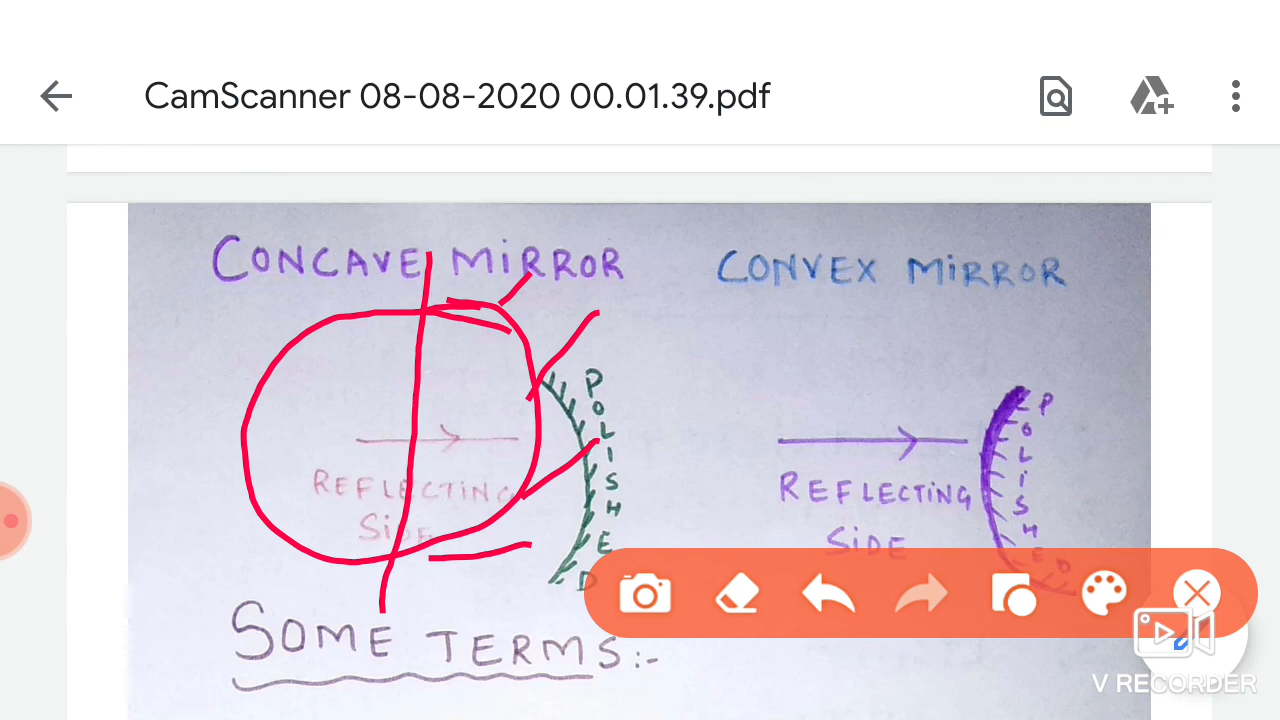 CamScanner 08-08-2020 00.01.39.pdf
CONCAVE MiRROR
CONVEX MiRROR
POLISHED
REFLECTING
SiDE
POLiSHED
REFLECTiNG
SiDE
SOME TERMS:-
V RECORDER